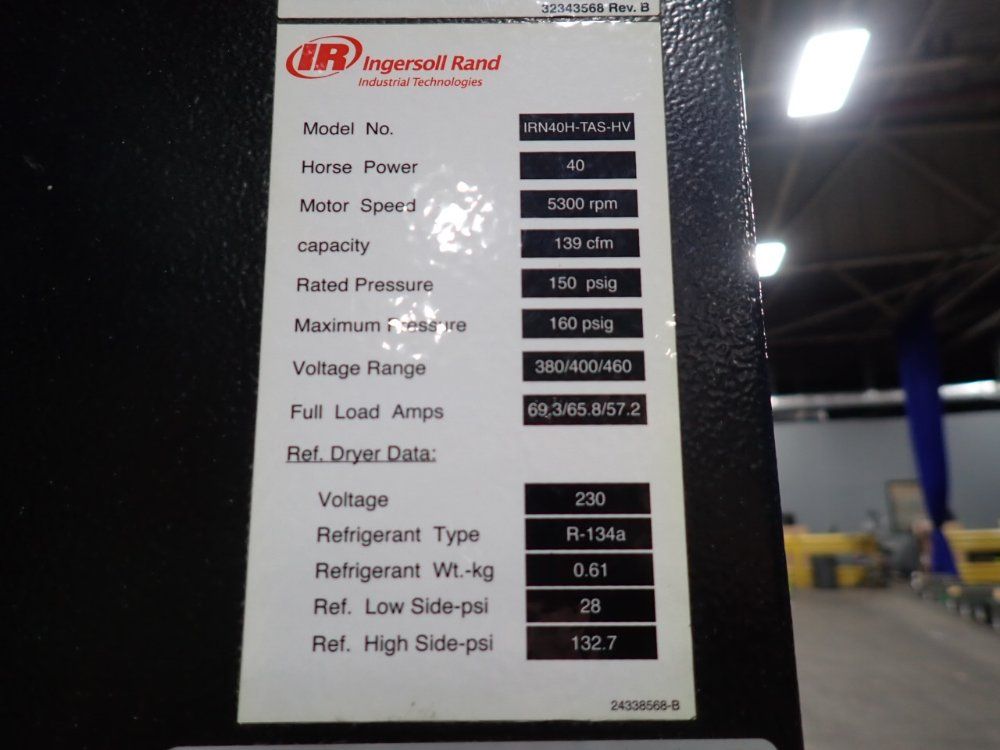 32343568 Rev. B
IR Ingersoll Rand
Industrial Technologies
Model No. IRN40H-TAS-HV
Horse Power 40
Motor Speed 5300 rpm
capacity 139 cfm
Rated Pressure 150 psig
Maximum Pressure 160 psig
Voltage Range 380/400/460
Full Load Amps 69.3/65.8/57.2
Ref. Dryer Data:
Voltage 230
Refrigerant Type R-134a
Refrigerant Wt.-kg 0.61
Ref. Low Side-psi 28
Ref. High Side-psi 132.7
24338568-B